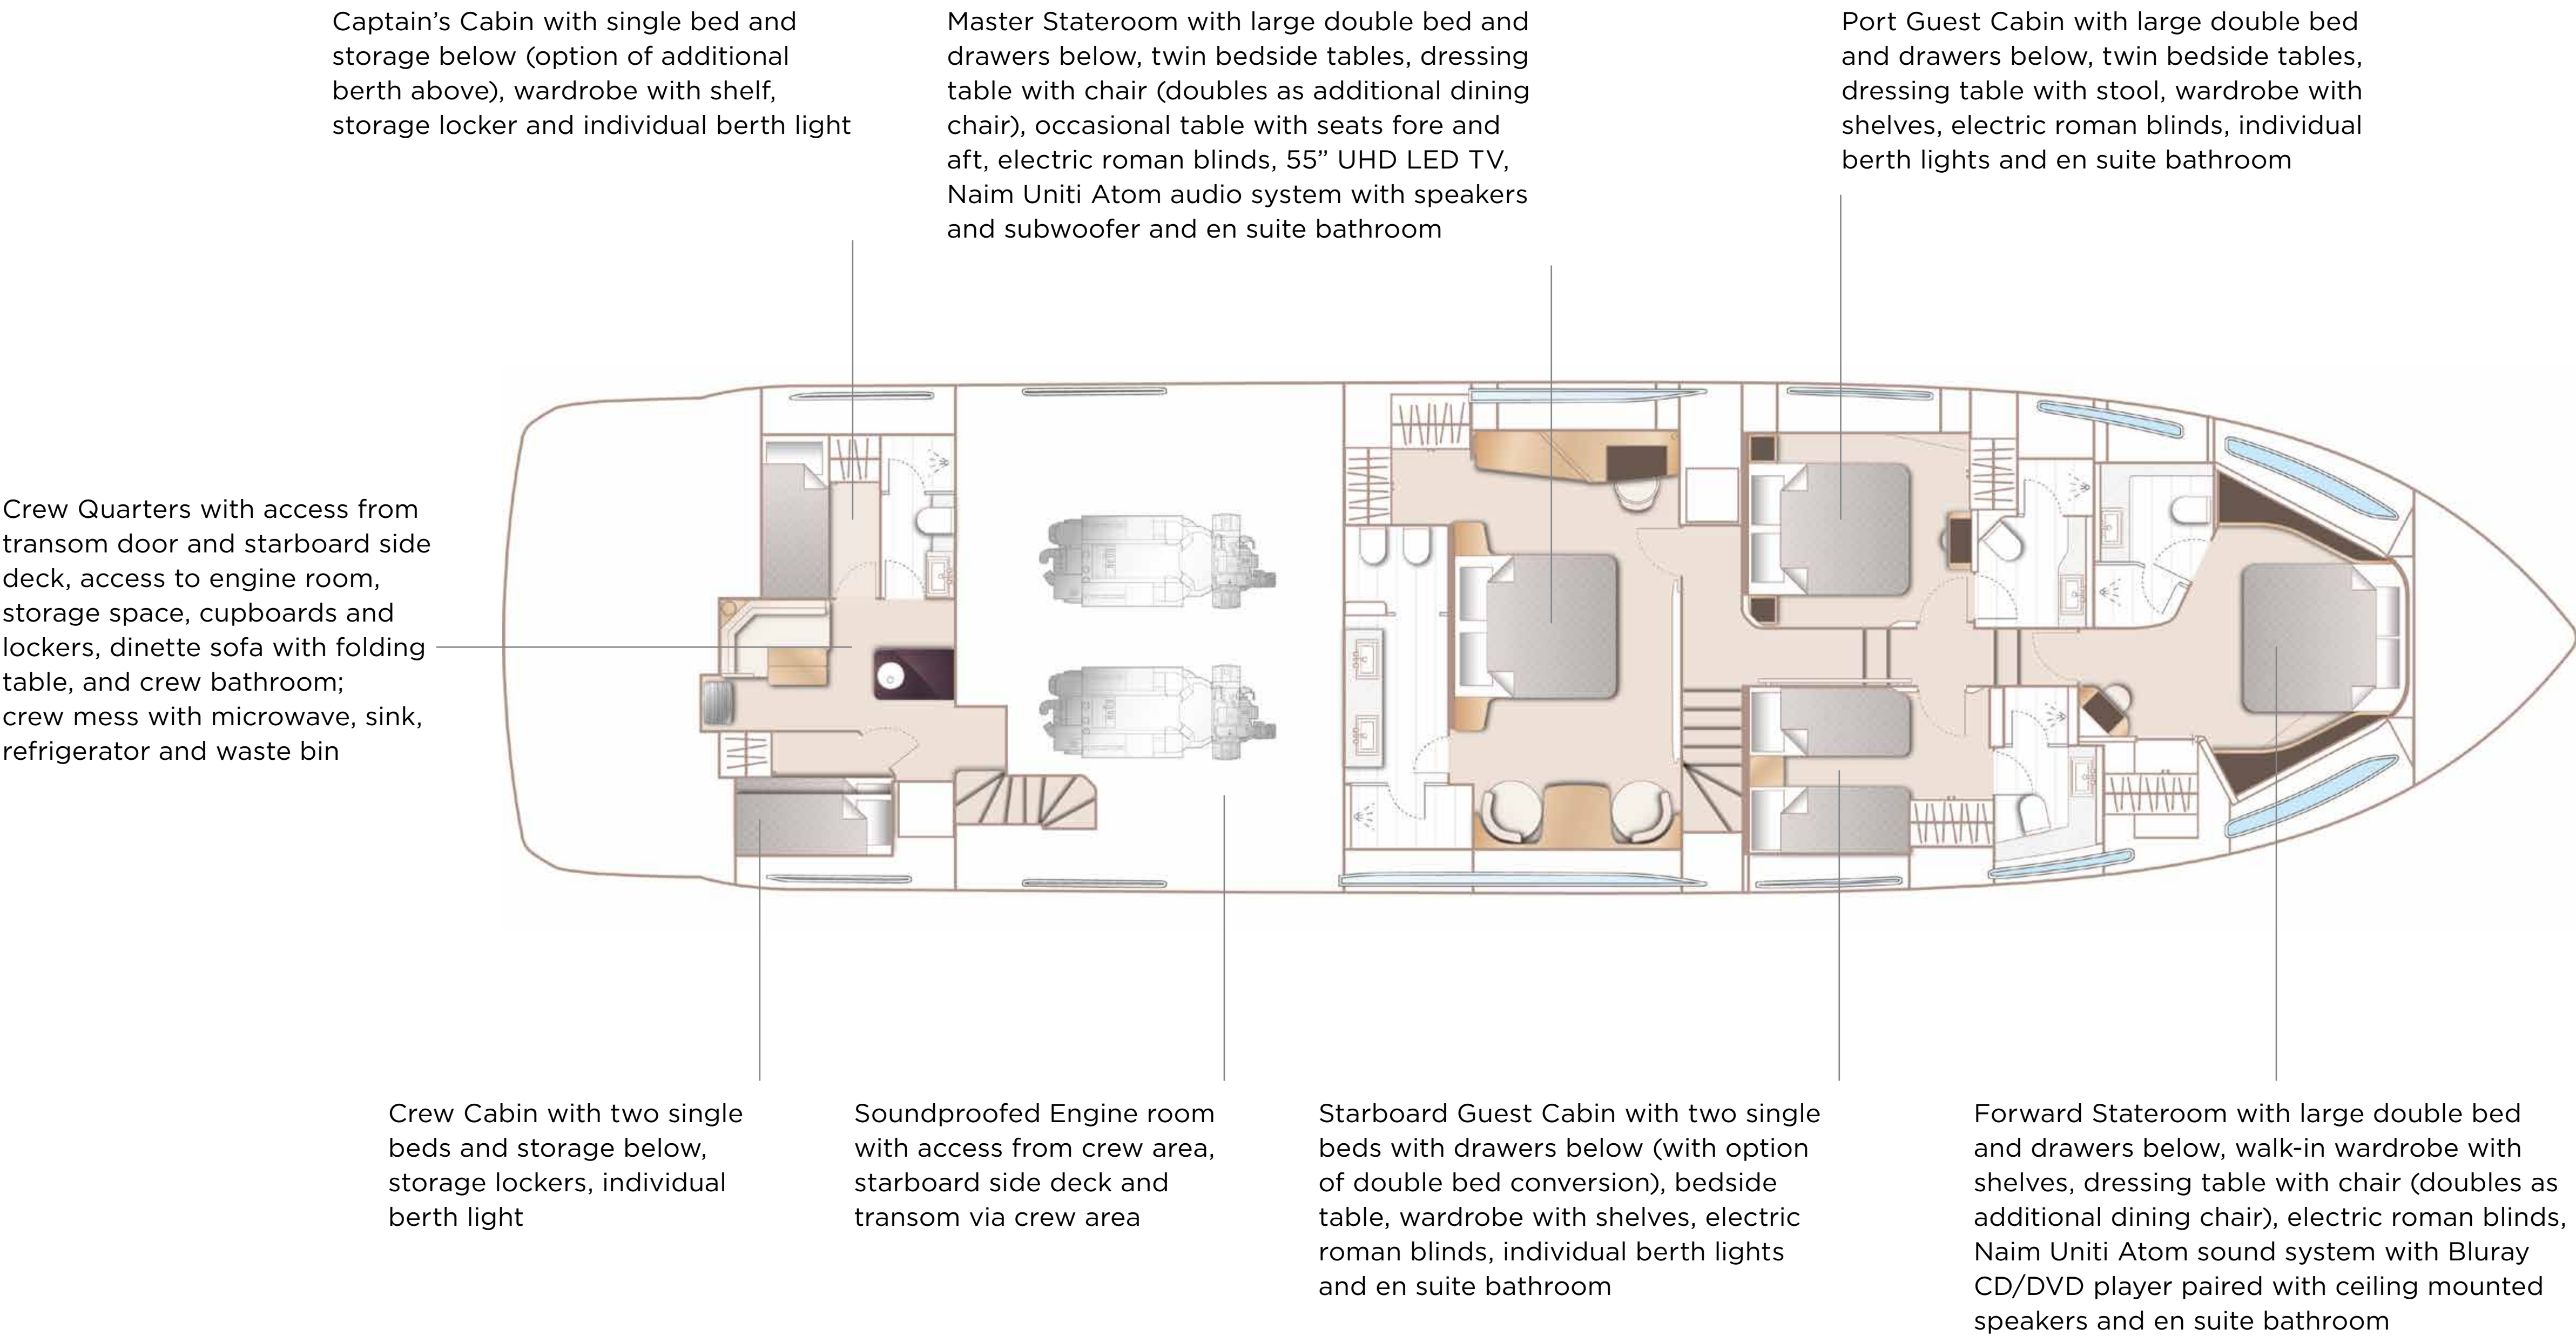 Captain’s Cabin with single bed and
storage below (option of additional
berth above), wardrobe with shelf,
storage locker and individual berth light
Master Stateroom with large double bed and
drawers below, twin bedside tables, dressing
table with chair (doubles as additional dining
chair), occasional table with seats fore and
aft, electric roman blinds, 55” UHD LED TV,
Naim Uniti Atom audio system with speakers
and subwoofer and en suite bathroom
Port Guest Cabin with large double bed
and drawers below, twin bedside tables,
dressing table with stool, wardrobe with
shelves, electric roman blinds, individual
berth lights and en suite bathroom
Crew Quarters with access from
transom door and starboard side
deck, access to engine room,
storage space, cupboards and
lockers, dinette sofa with folding
table, and crew bathroom;
crew mess with microwave, sink,
refrigerator and waste bin
Crew Cabin with two single
beds and storage below,
storage lockers, individual
berth light
Soundproofed Engine room
with access from crew area,
starboard side deck and
transom via crew area
Starboard Guest Cabin with two single
beds with drawers below (with option
of double bed conversion), bedside
table, wardrobe with shelves, electric
roman blinds, individual berth lights
and en suite bathroom
Forward Stateroom with large double bed
and drawers below, walk-in wardrobe with
shelves, dressing table with chair (doubles as
additional dining chair), electric roman blinds,
Naim Uniti Atom sound system with Bluray
CD/DVD player paired with ceiling mounted
speakers and en suite bathroom